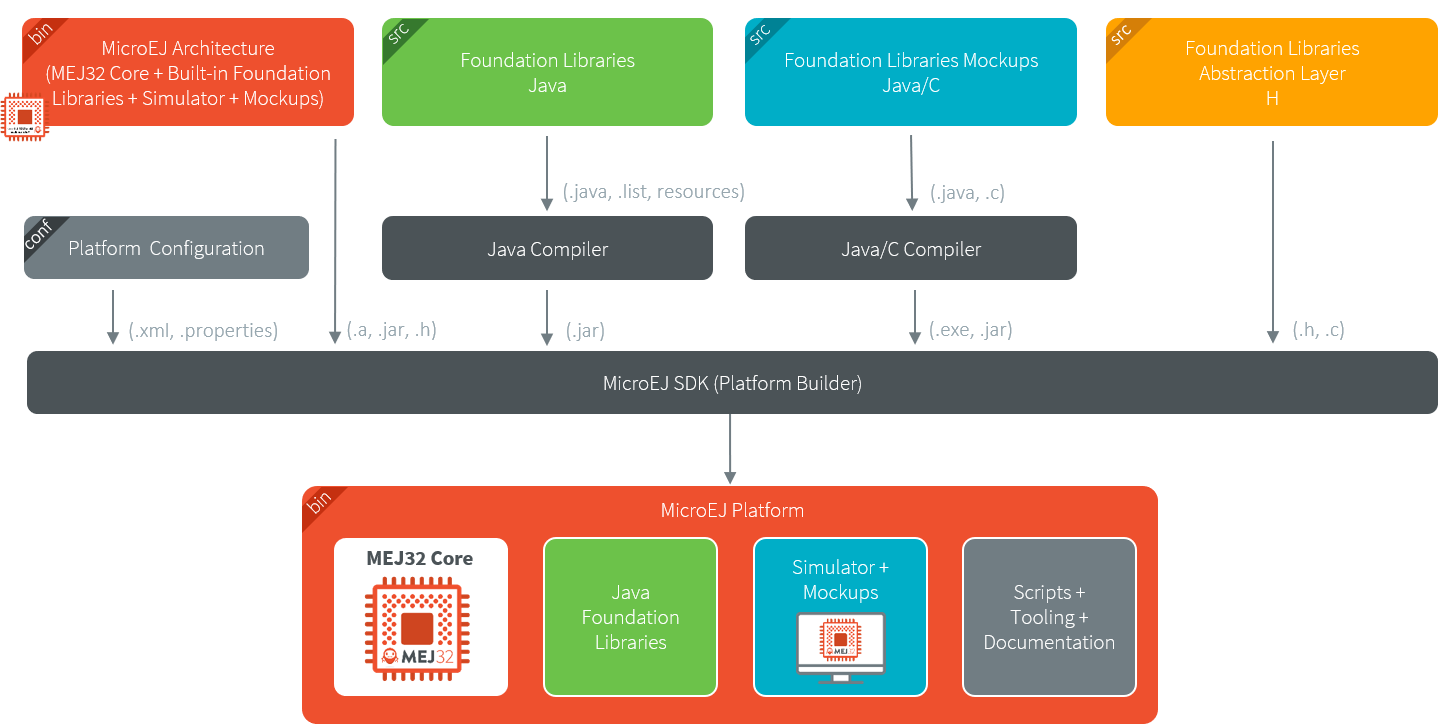 bin
MicroEJ Architecture
(MEJ32 Core + Built-in Foundation
Libraries + Simulator + Mockups)
src
Foundation Libraries
Java
src
Foundation Libraries Mockups
Java/C
src
Foundation Libraries
Abstraction Layer
H
(.java, .list, resources)
(.java, .c)
conf
Platform Configuration
Java Compiler
Java/C Compiler
(.xml, .properties)
(.a, .jar, .h)
(.jar)
(.exe, .jar)
(.h, .c)
MicroEJ SDK (Platform Builder)
bin
MicroEJ Platform
MEJ32 Core
MEJ32
Java
Foundation
Libraries
Simulator +
Mockups
MEJ32
Scripts +
Tooling +
Documentation